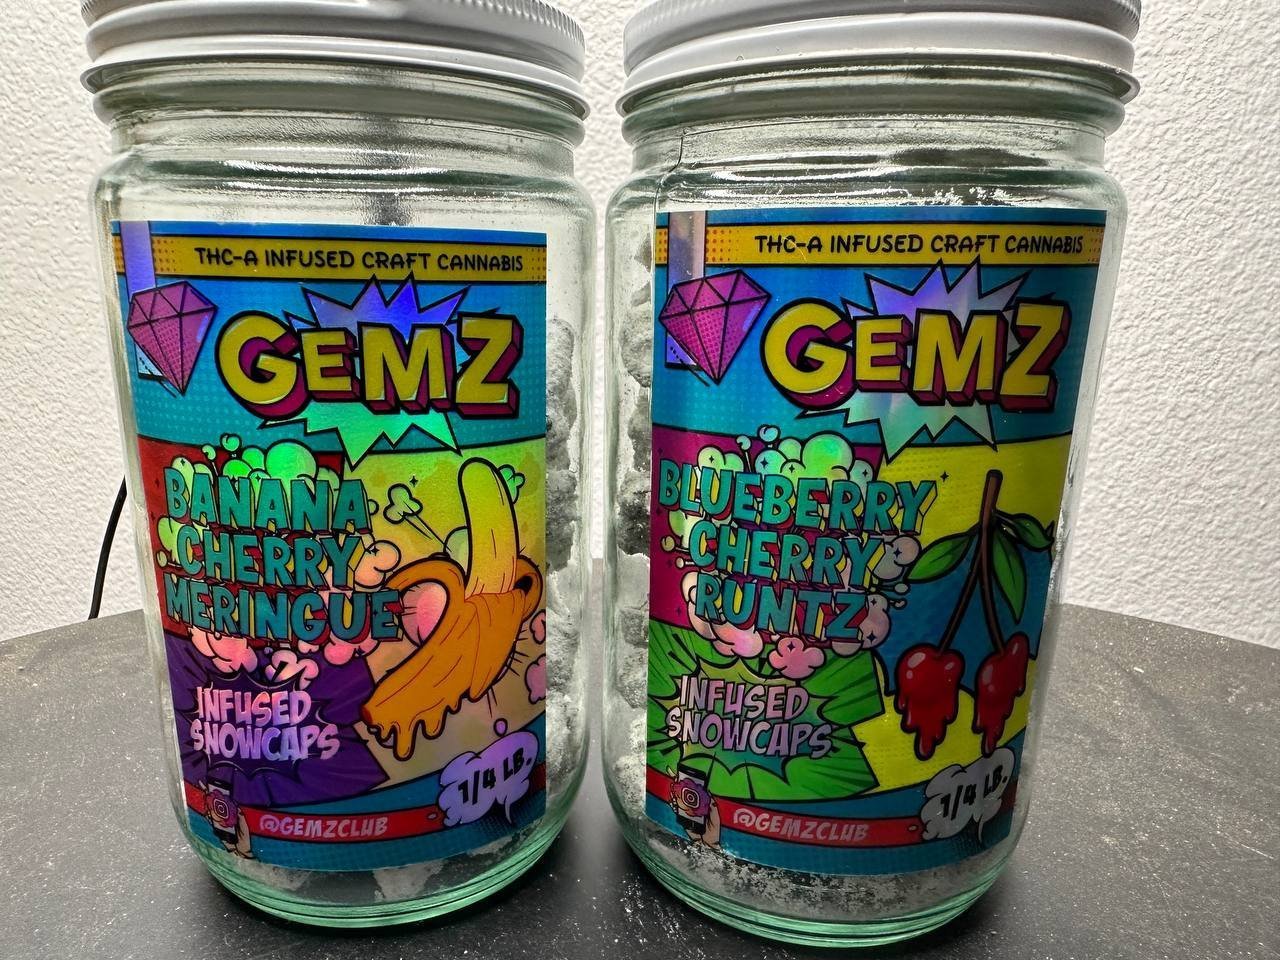 THC-A INFUSED CRAFT CANNABIS
GEMZ
BANANA
CHERRY
MERINGUE
INFUSED
SNOWCAPS
1/4 LB.
@GEMZCLUB
THC-A INFUSED CRAFT CANNABIS
GEMZ
BLUEBERRY
CHERRY
RUNTZ
INFUSED
SNOWCAPS
1/4 LB.
@GEMZCLUB